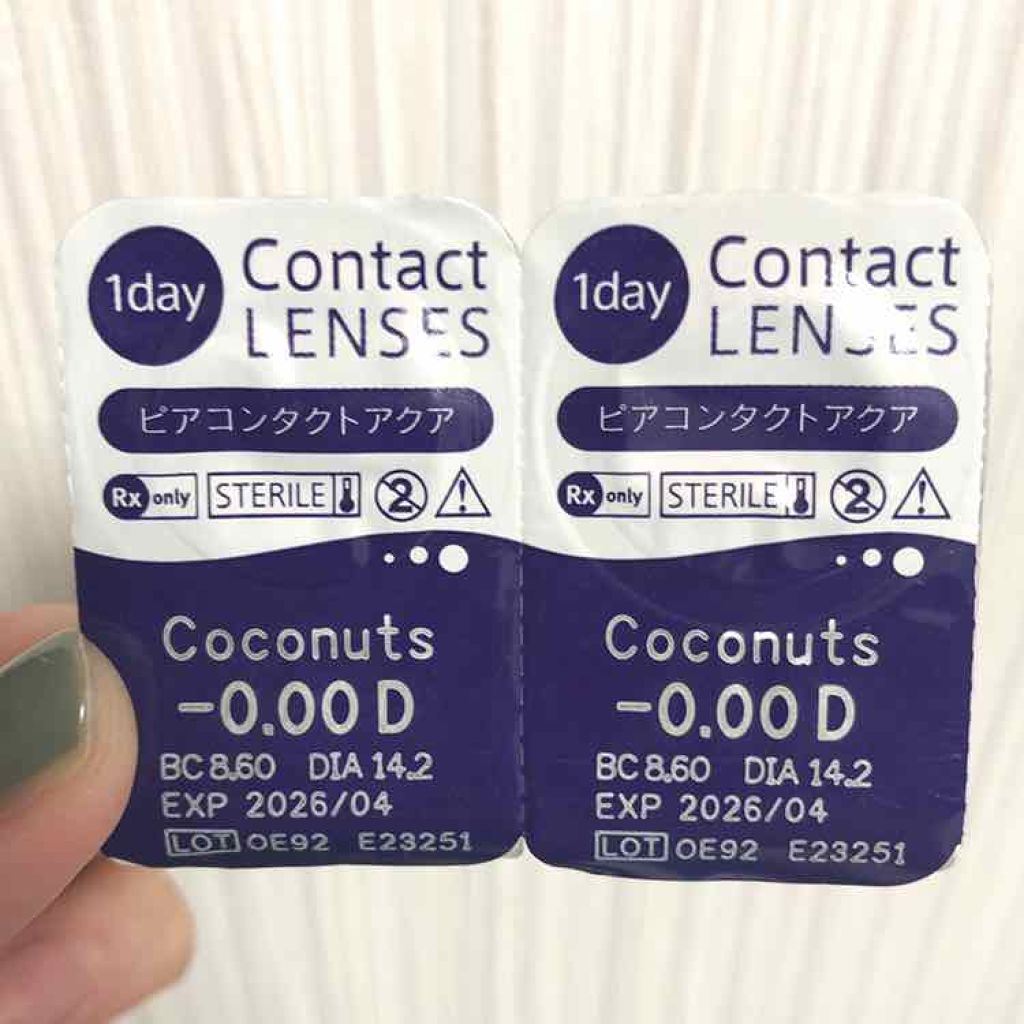 1day
Contact
LENSES
ピアコンタクトアクア
Rx only STERILE 2
Coconuts
-0.00 D
BC 8.60 DIA 14.2
EXP 2026/04
LOT OE92 E23251
1day
Contact
LENSES
ピアコンタクトアクア
Rx only STERILE 2
Coconuts
-0.00 D
BC 8.60 DIA 14.2
EXP 2026/04
LOT OE92 E23251